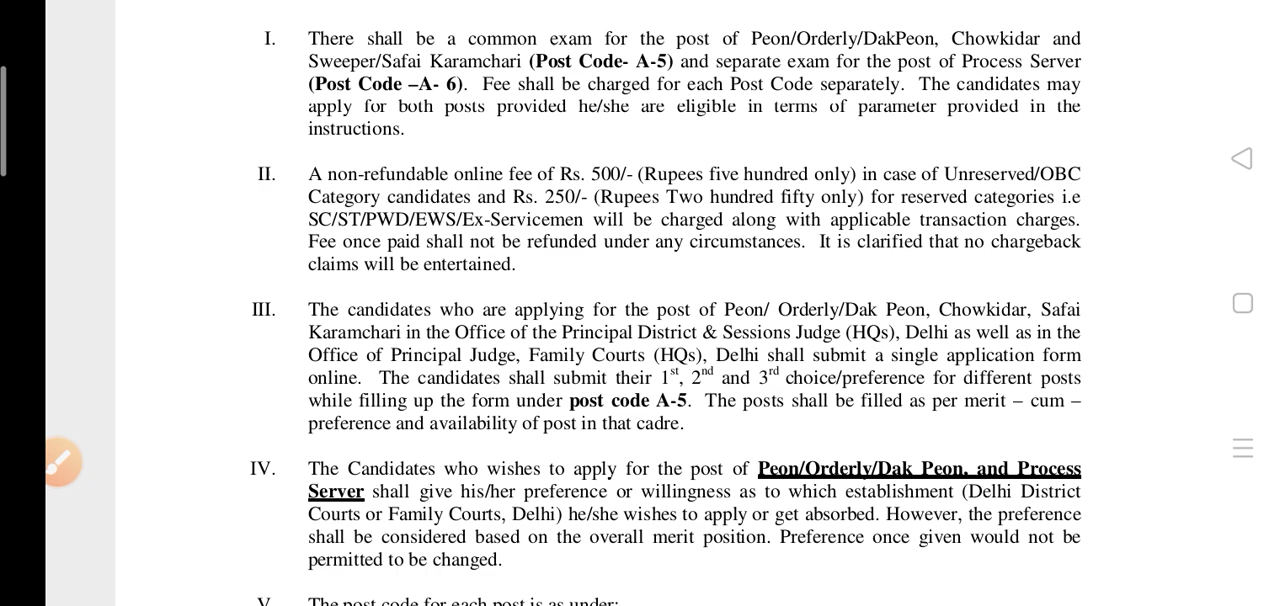 I. There shall be a common exam for the post of Peon/Orderly/DakPeon, Chowkidar and
Sweeper/Safai Karamchari (Post Code- A-5) and separate exam for the post of Process Server
(Post Code –A- 6). Fee shall be charged for each Post Code separately. The candidates may
apply for both posts provided he/she are eligible in terms of parameter provided in the
instructions.
II. A non-refundable online fee of Rs. 500/- (Rupees five hundred only) in case of Unreserved/OBC
Category candidates and Rs. 250/- (Rupees Two hundred fifty only) for reserved categories i.e
SC/ST/PWD/EWS/Ex-Servicemen will be charged along with applicable transaction charges.
Fee once paid shall not be refunded under any circumstances. It is clarified that no chargeback
claims will be entertained.
III. The candidates who are applying for the post of Peon/ Orderly/Dak Peon, Chowkidar, Safai
Karamchari in the Office of the Principal District & Sessions Judge (HQs), Delhi as well as in the
Office of Principal Judge, Family Courts (HQs), Delhi shall submit a single application form
online. The candidates shall submit their 1st, 2nd and 3rd choice/preference for different posts
while filling up the form under post code A-5. The posts shall be filled as per merit – cum –
preference and availability of post in that cadre.
IV. The Candidates who wishes to apply for the post of Peon/Orderly/Dak Peon, and Process
Server shall give his/her preference or willingness as to which establishment (Delhi District
Courts or Family Courts, Delhi) he/she wishes to apply or get absorbed. However, the preference
shall be considered based on the overall merit position. Preference once given would not be
permitted to be changed.
V. The post code for each post is as under: